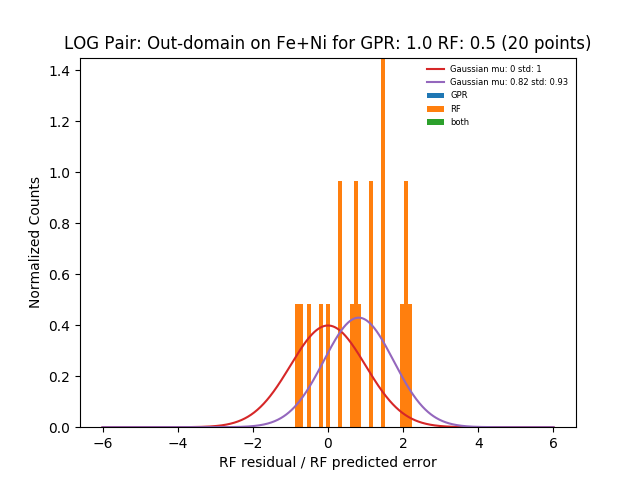 LOG Pair: Out-domain on Fe+Ni for GPR: 1.0 RF: 0.5 (20 points)
Gaussian mu: 0 std: 1
Gaussian mu: 0.82 std: 0.93
GPR
RF
both
Normalized Counts
1.4
1.2
1.0
0.8
0.6
0.4
0.2
0.0
−6 −4 −2 0 2 4 6
RF residual / RF predicted error